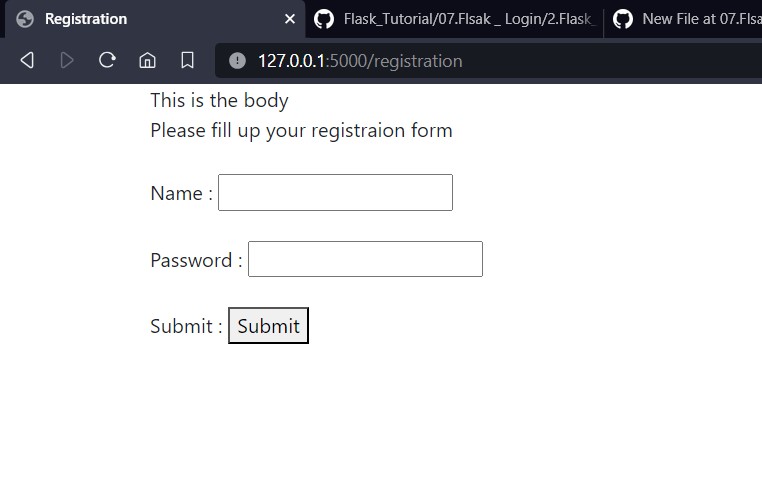 Registration
Flask_Tutorial/07.Flsak _ Login/2.Flask_
New File at 07.Flsa
127.0.0.1:5000/registration
This is the body
Please fill up your registraion form
Name :
Password :
Submit : Submit